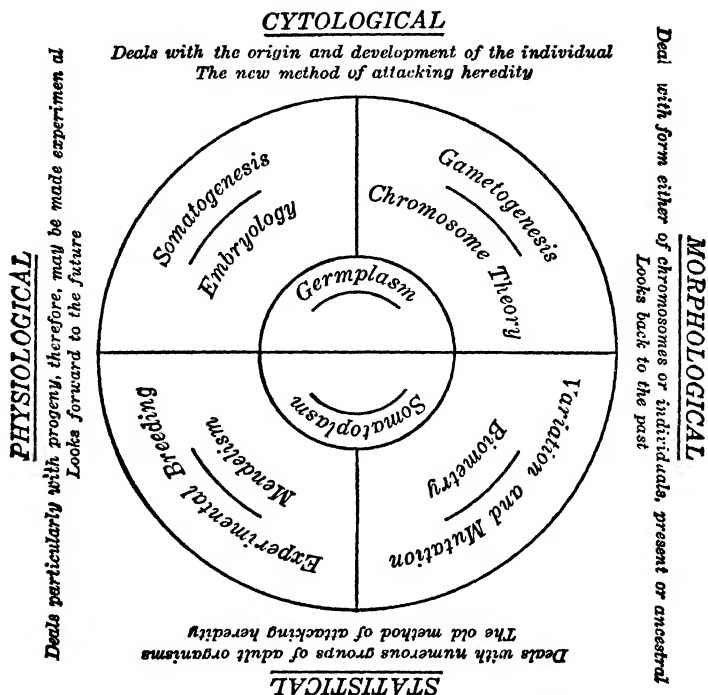 CYTOLOGICAL
Deals with the origin and development of the individual
The new method of attacking heredity
PHYSIOLOGICAL
Deals particularly with progeny, therefore, may be made experimen al
Looks forward to the future
Somatogenesis
Embryology
Gametogenesis
Chromosome Theory
Germplasm
Somatoplasm
Experimental Breeding
Mendelism
Variation and Mutation
Biometry
MORPHOLOGICAL
Deal with form either of chromosomes or individuals, present or ancestral
Looks back to the past
STATISTICAL
Deals with numerous groups of adult organisms
The old method of attacking heredity